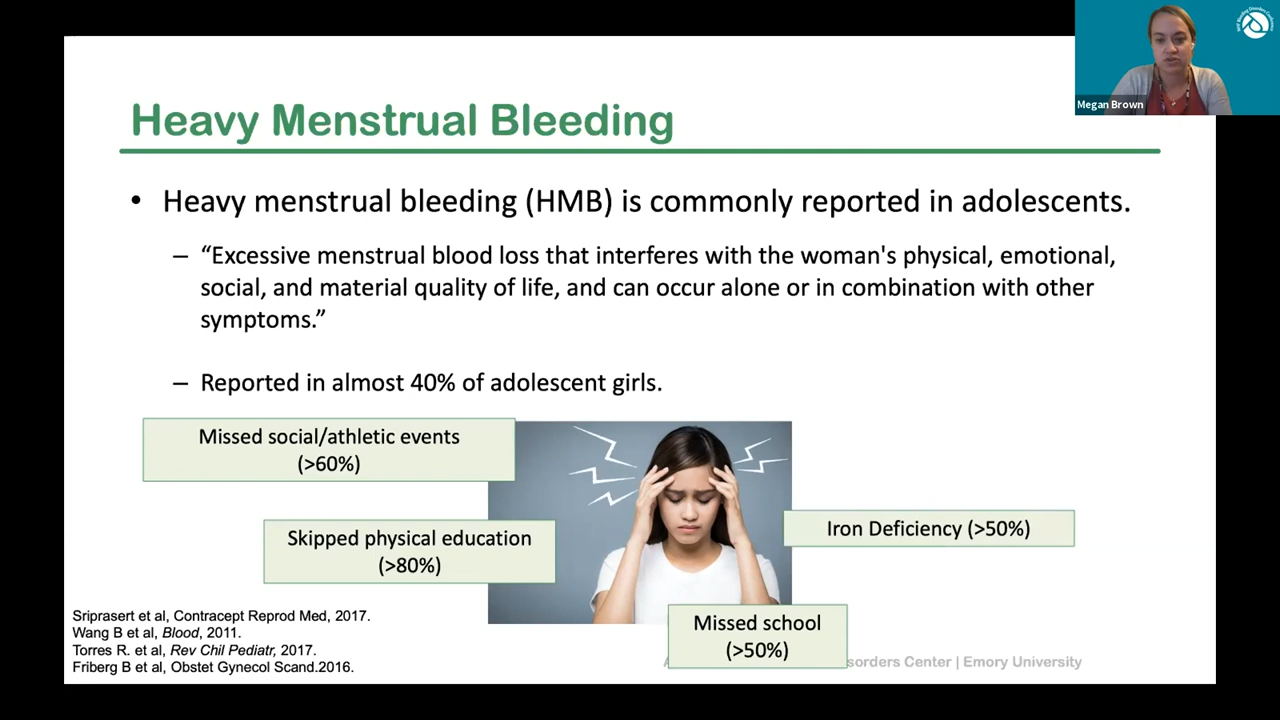 Megan Brown
Heavy Menstrual Bleeding
• Heavy menstrual bleeding (HMB) is commonly reported in adolescents.
– “Excessive menstrual blood loss that interferes with the woman's physical, emotional,
social, and material quality of life, and can occur alone or in combination with other
symptoms.”
– Reported in almost 40% of adolescent girls.
Missed social/athletic events
(>60%)
Skipped physical education
(>80%)
Iron Deficiency (>50%)
Missed school
(>50%)
Sriprasert et al, Contracept Reprod Med, 2017.
Wang B et al, Blood, 2011.
Torres R. et al, Rev Chil Pediatr, 2017.
Friberg B et al, Obstet Gynecol Scand.2016.
Center | Emory University